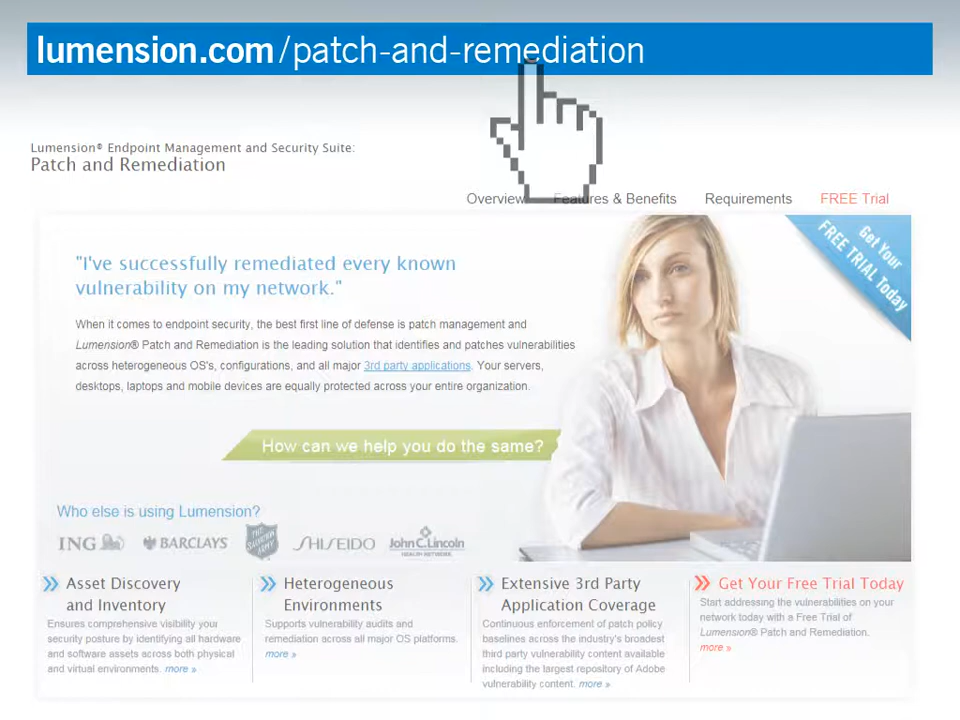 lumension.com/patch-and-remediation
Lumension® Endpoint Management and Security Suite:
Patch and Remediation
Overview Features & Benefits Requirements FREE Trial
Get Your
FREE TRIAL Today
"I've successfully remediated every known
vulnerability on my network."
When it comes to endpoint security, the best first line of defense is patch management and
Lumension® Patch and Remediation is the leading solution that identifies and patches vulnerabilities
across heterogeneous OS's, configurations, and all major 3rd party applications. Your servers,
desktops, laptops and mobile devices are equally protected across your entire organization.
How can we help you do the same?
Who else is using Lumension?
ING BARCLAYS THE SALVATION ARMY SHISEIDO John C. Lincoln
HEALTH NETWORK
Asset Discovery
and Inventory
Ensures comprehensive visibility your
security posture by identifying all hardware
and software assets across both physical
and virtual environments. more »
Heterogeneous
Environments
Supports vulnerability audits and
remediation across all major OS platforms.
more »
Extensive 3rd Party
Application Coverage
Continuous enforcement of patch policy
baselines across the industry's broadest
third party vulnerability content available
including the largest repository of Adobe
vulnerability content. more »
Get Your Free Trial Today
Start addressing the vulnerabilities on your
network today with a Free Trial of
Lumension® Patch and Remediation.
more »